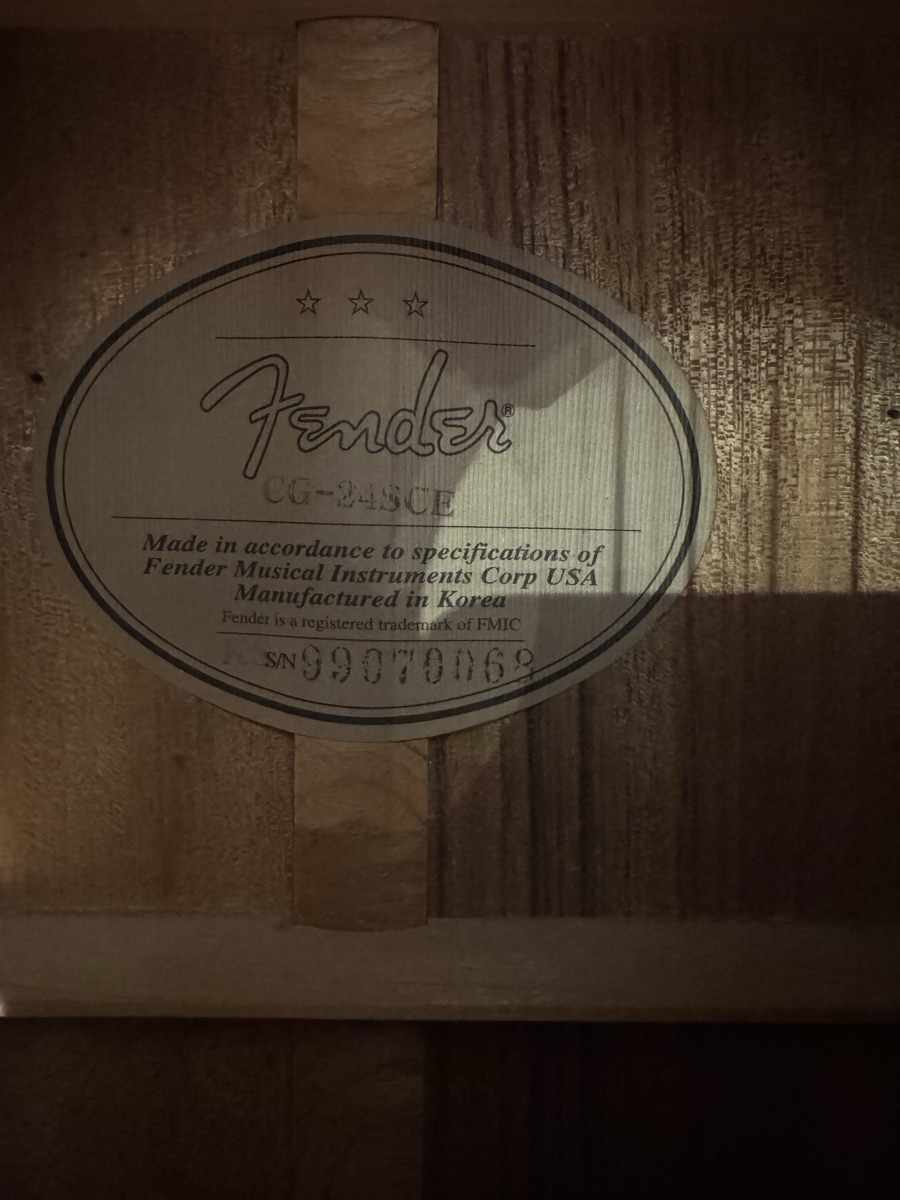 Fender®
CG-24SCE
Made in accordance to specifications of
Fender Musical Instruments Corp USA
Manufactured in Korea
Fender is a registered trademark of FMIC
S/N 99070068